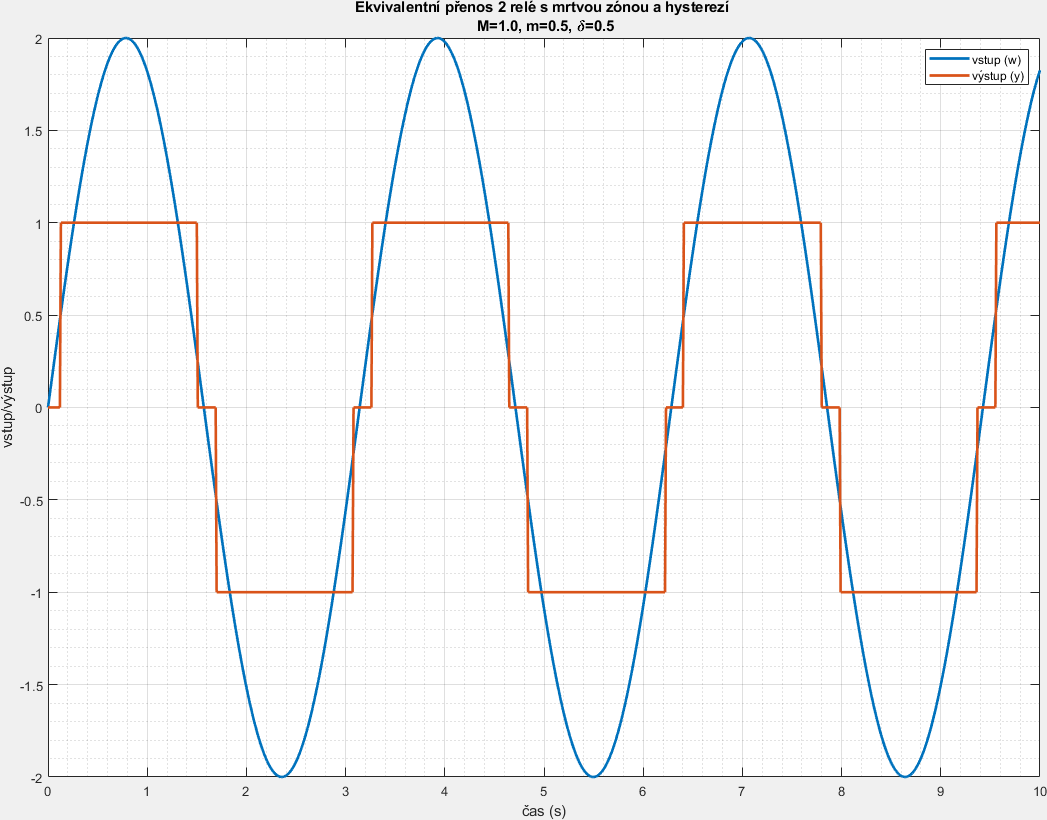 Ekvivalentní přenos 2 relé s mrtvou zónou a hysterezí
M=1.0, m=0.5, δ=0.5
vstup (w)
výstup (y)
2
1.5
1
0.5
0
-0.5
-1
-1.5
-2
vstup/výstup
0 1 2 3 4 5 6 7 8 9 10
čas (s)